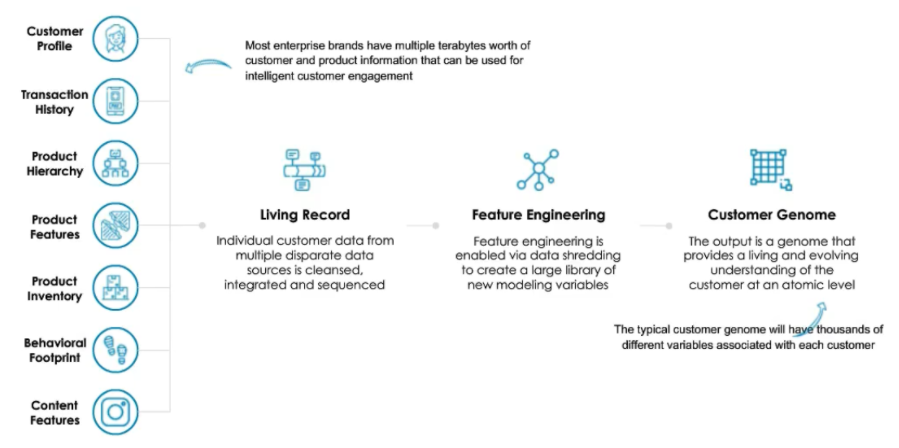 Customer
Profile
Most enterprise brands have multiple terabytes worth of
customer and product information that can be used for
intelligent customer engagement
Transaction
History
Product
Hierarchy
Product
Features
Product
Inventory
Behavioral
Footprint
Content
Features
Living Record
Individual customer data from
multiple disparate data
sources is cleansed,
integrated and sequenced
Feature Engineering
Feature engineering is
enabled via data shredding
to create a large library of
new modeling variables
Customer Genome
The output is a genome that
provides a living and evolving
understanding of the
customer at an atomic level
The typical customer genome will have thousands of
different variables associated with each customer